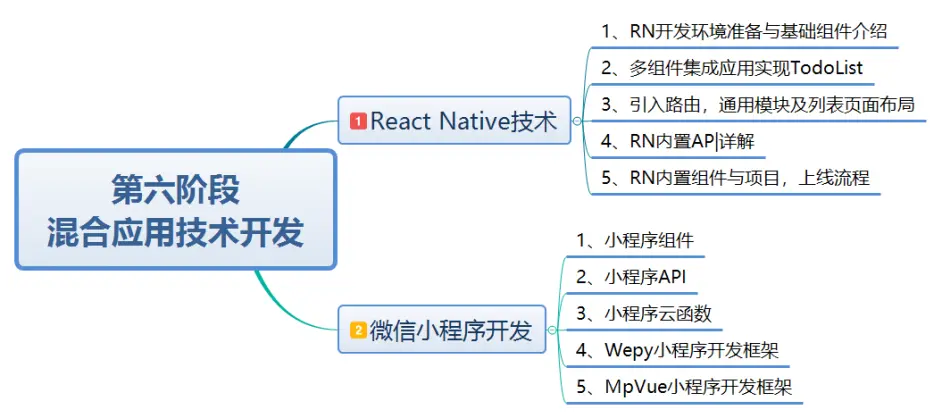 第六阶段
混合应用技术开发
1 React Native技术
1、RN开发环境准备与基础组件介绍
2、多组件集成应用实现TodoList
3、引入路由，通用模块及列表页面布局
4、RN内置AP|详解
5、RN内置组件与项目，上线流程
2 微信小程序开发
1、小程序组件
2、小程序API
3、小程序云函数
4、Wepy小程序开发框架
5、MpVue小程序开发框架